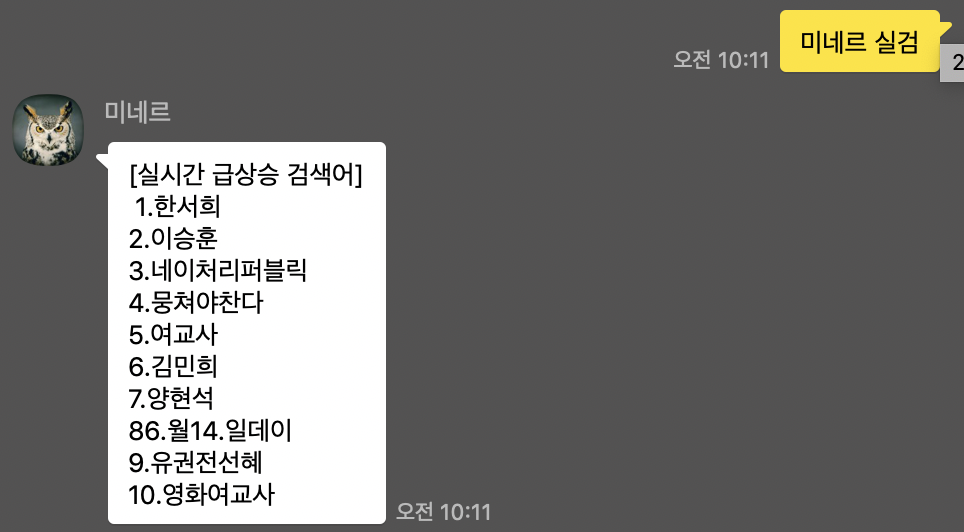 미네르 실검
오전 10:11
2
미네르
[실시간 급상승 검색어]
1.한서희
2.이승훈
3.네이처리퍼블릭
4.뭉쳐야찬다
5.여교사
6.김민희
7.양현석
86.월14.일데이
9.유권전선혜
10.영화여교사
오전 10:11